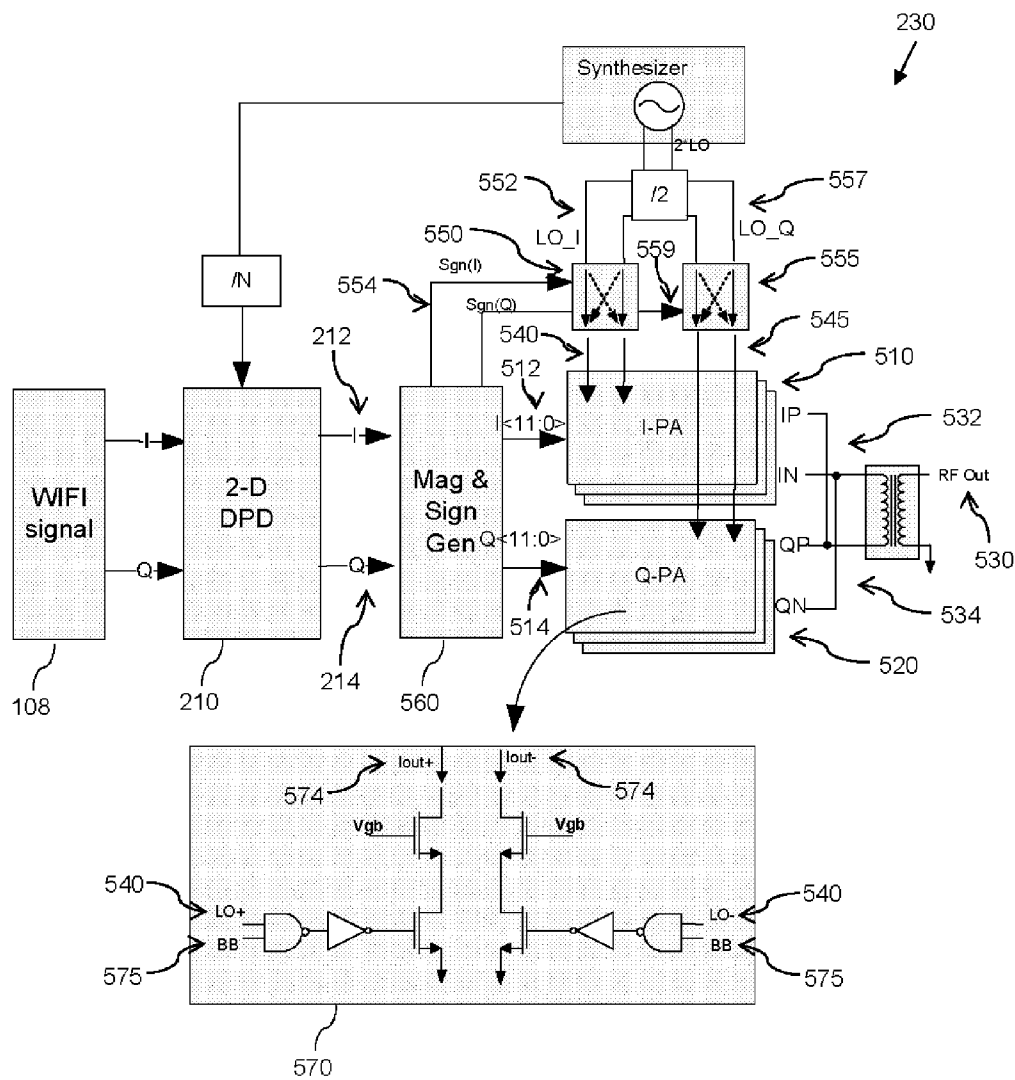 230
Synthesizer
2*LO
552
/2
557
LO_I
LO_Q
550
559
555
/N
Sgn(I)
554
Sgn(Q)
212
540
545
512
510
I
I
I<11:0>
I-PA
IP
532
WIFI
signal
2-D
DPD
Mag &
Sign
Gen
IN
RF Out
Q<11:0>
QP
530
Q
Q
Q-PA
514
QN
534
108
210
214
560
520
Iout+
Iout-
574
574
Vgb
Vgb
540
LO+
LO-
540
BB
BB
575
575
570